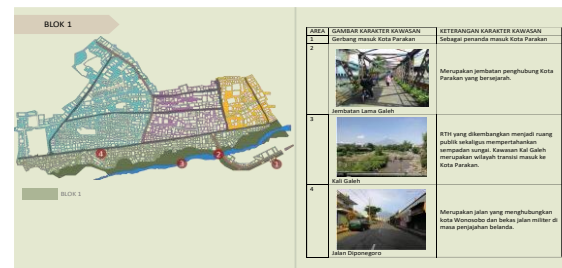 BLOK 1
4
3
2
1
BLOK 1
AREA GAMBAR KARAKTER KAWASAN KETERANGAN KARAKTER KAWASAN
1 Gerbang masuk Kota Parakan Sebagai penanda masuk Kota Parakan
2
Jembatan Lama Galeh
Merupakan jembatan penghubung Kota
Parakan yang bersejarah.
3
Kali Galeh
RTH yang dikembangkan menjadi ruang
publik sekaligus mempertahankan
sempadan sungai. Kawasan Kal Galeh
merupakan wilayah transisi masuk ke
Kota Parakan.
4
Jalan Diponegoro
Merupakan jalan yang menghubungkan
kota Wonosobo dan bekas jalan militer di
masa penjajahan belanda.